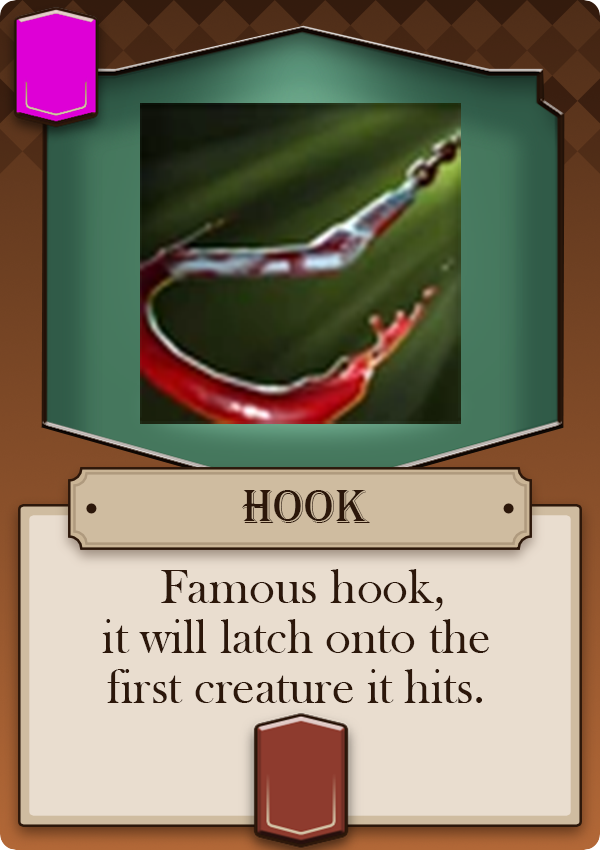 HOOK
Famous hook,
it will latch onto the
first creature it hits.